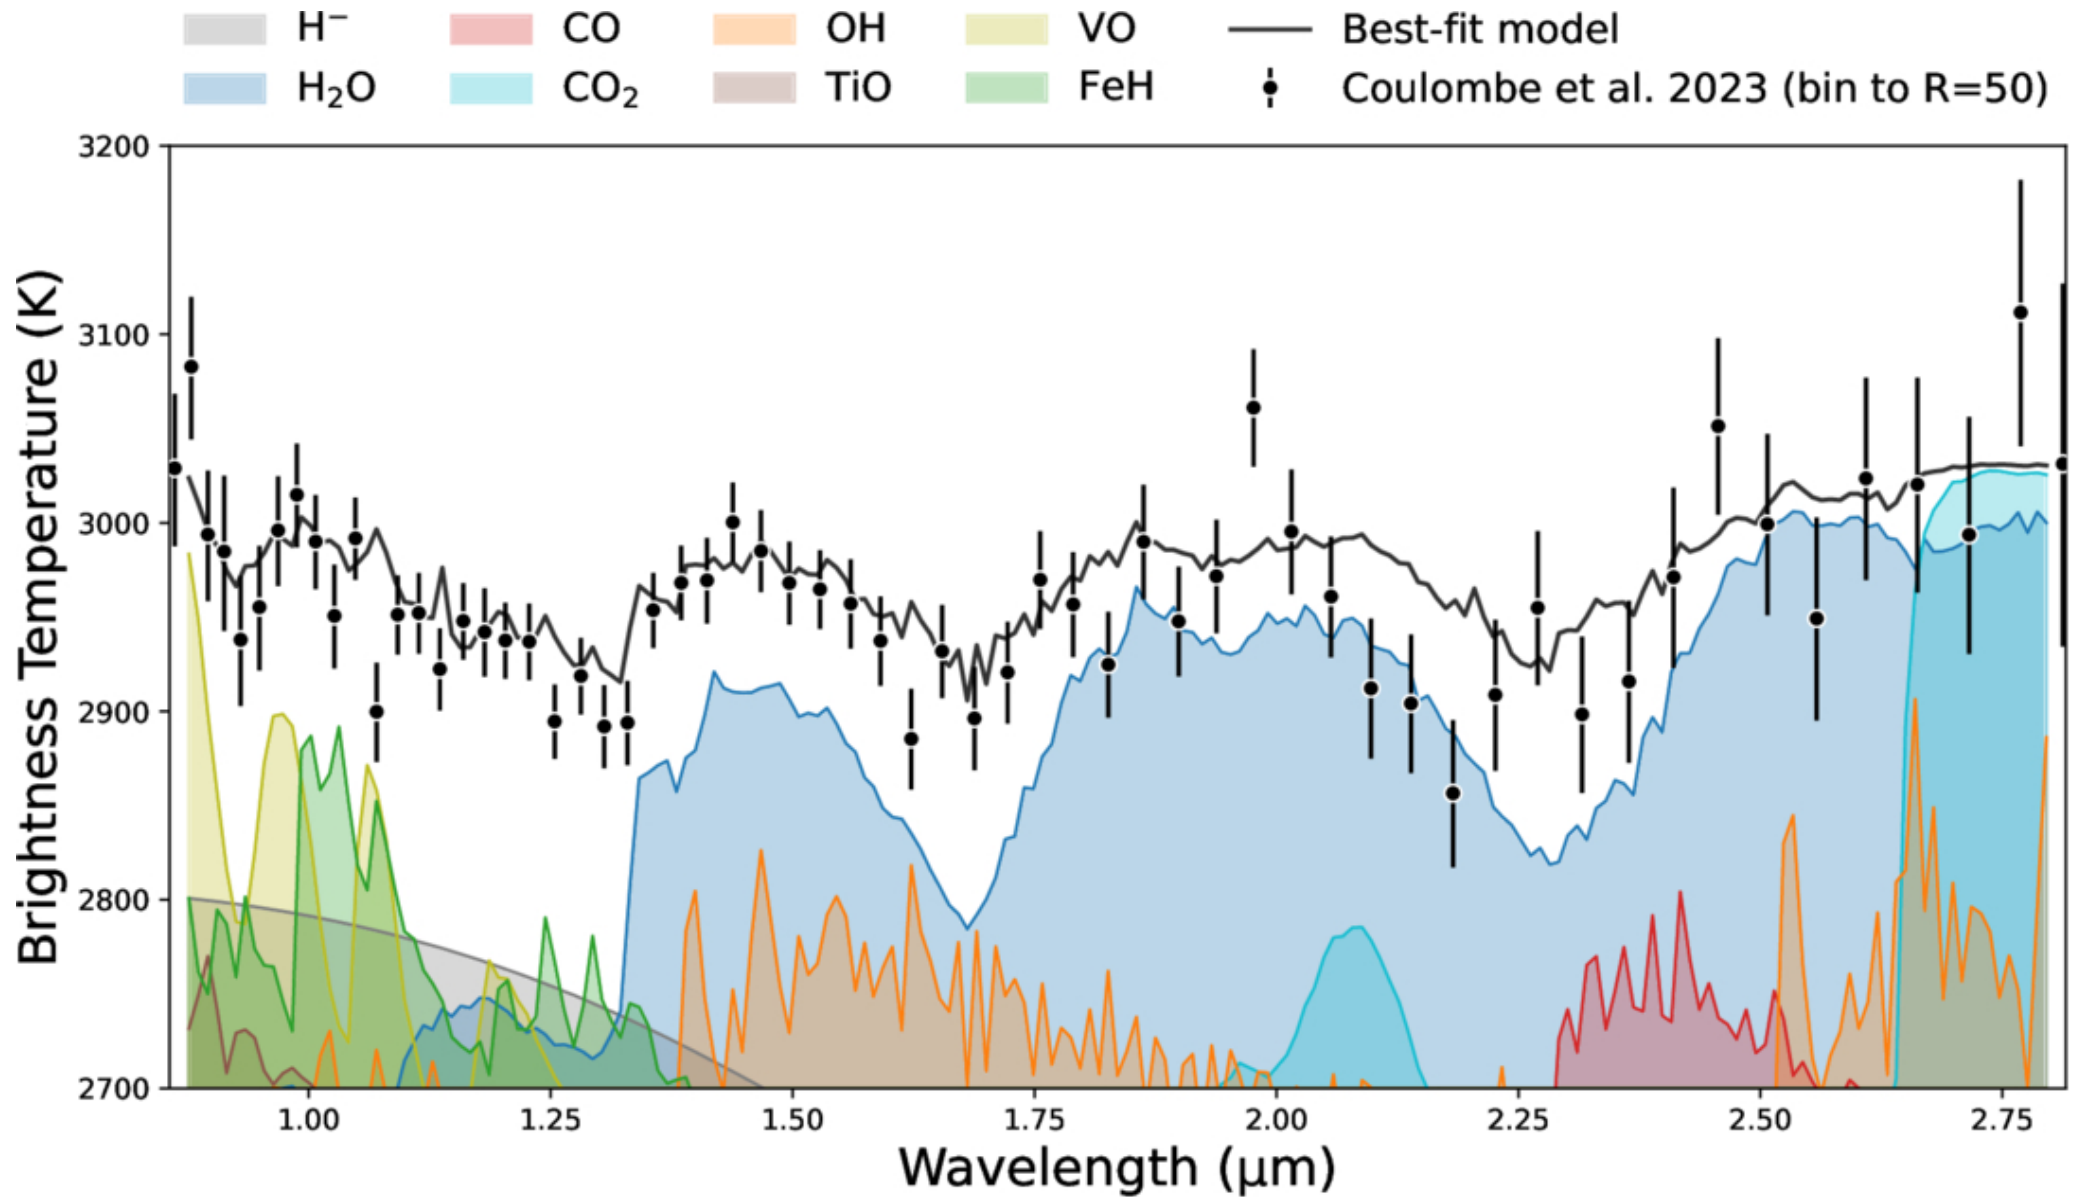 H⁻ CO OH VO Best-fit model
H₂O CO₂ TiO FeH Coulombe et al. 2023 (bin to R=50)
3200
3100
3000
2900
2800
2700
Brightness Temperature (K)
1.00 1.25 1.50 1.75 2.00 2.25 2.50 2.75
Wavelength (μm)